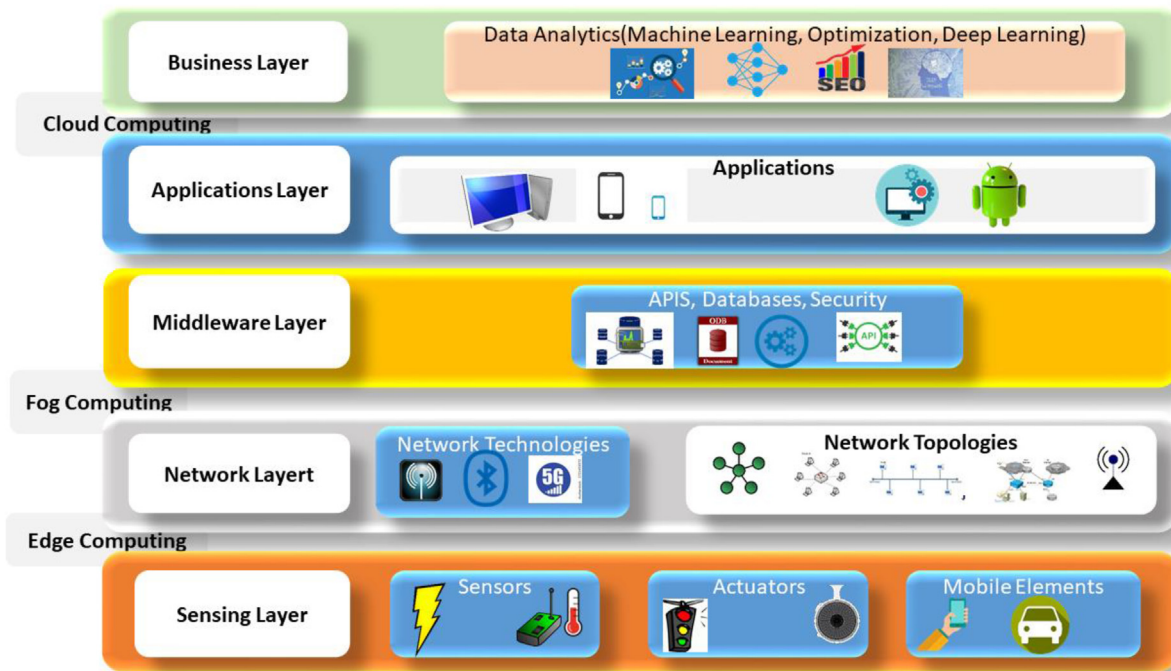 Data Analytics(Machine Learning, Optimization, Deep Learning)
Business Layer
SEO
Cloud Computing
Applications
Applications Layer
APIS, Databases, Security
Middleware Layer
ODB
Document
API
Fog Computing
Network Technologies
Network Topologies
Network Layert
5G
,
Edge Computing
Sensors
Actuators
Mobile Elements
Sensing Layer